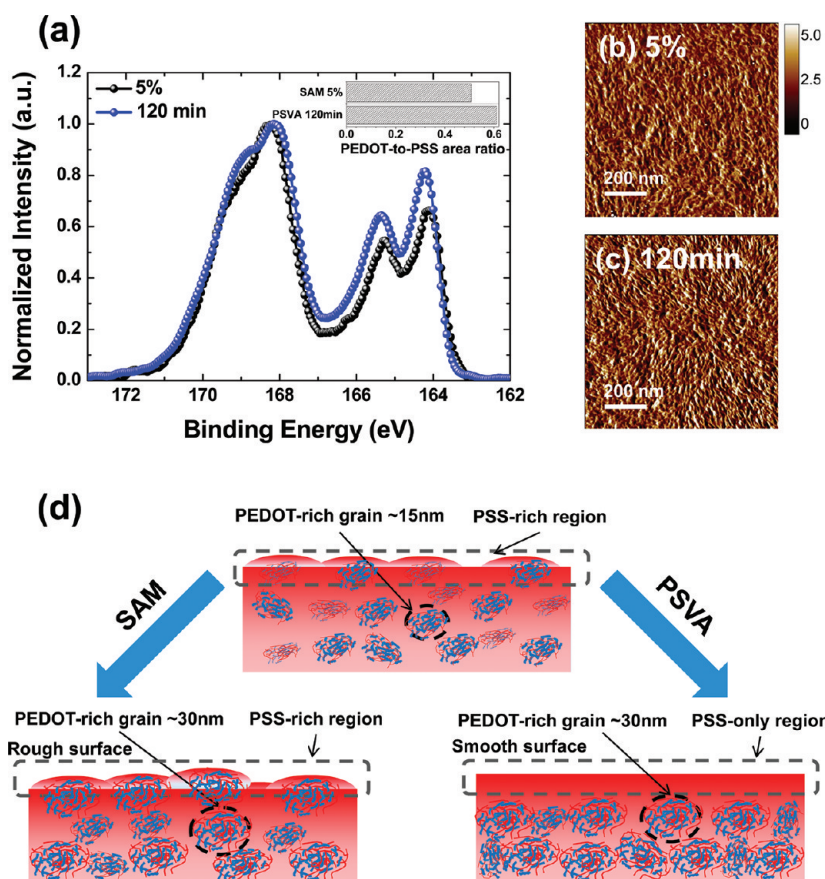 (a)
1.2
1.0
0.8
0.6
0.4
0.2
0.0
Normalized Intensity (a.u.)
5%
120 min
SAM 5%
PSVA 120min
0.0 0.2 0.4 0.6
PEDOT-to-PSS area ratio
172 170 168 166 164 162
Binding Energy (eV)
(b) 5%
200 nm
5.0
2.5
0
(c) 120min
200 nm
(d)
PEDOT-rich grain ~15nm
PSS-rich region
SAM
PSVA
PEDOT-rich grain ~30nm
PSS-rich region
Rough surface
PEDOT-rich grain ~30nm
PSS-only region
Smooth surface